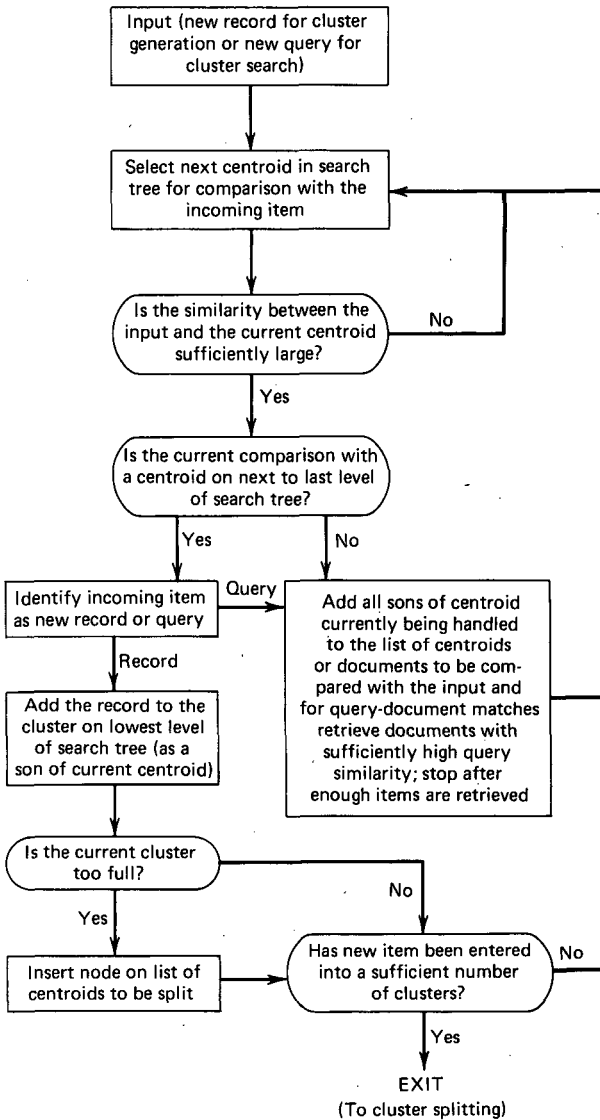 Input (new record for cluster
generation or new query for
cluster search)
Select next centroid in search
tree for comparison with the
incoming item
Is the similarity between the
input and the current centroid
sufficiently large?
No
Yes
Is the current comparison with
a centroid on next to last level
of search tree?
Yes
No
Identify incoming item
as new record or query
Query
Add all sons of centroid
currently being handled
to the list of centroids
or documents to be com-
pared with the input and
for query-document matches
retrieve documents with
sufficiently high query
similarity; stop after
enough items are retrieved
Record
Add the record to the
cluster on lowest level
of search tree (as a
son of current centroid)
Is the current cluster
too full?
No
Yes
Insert node on list of
centroids to be split
Has new item been entered
into a sufficient number
of clusters?
No
Yes
EXIT
(To cluster splitting)